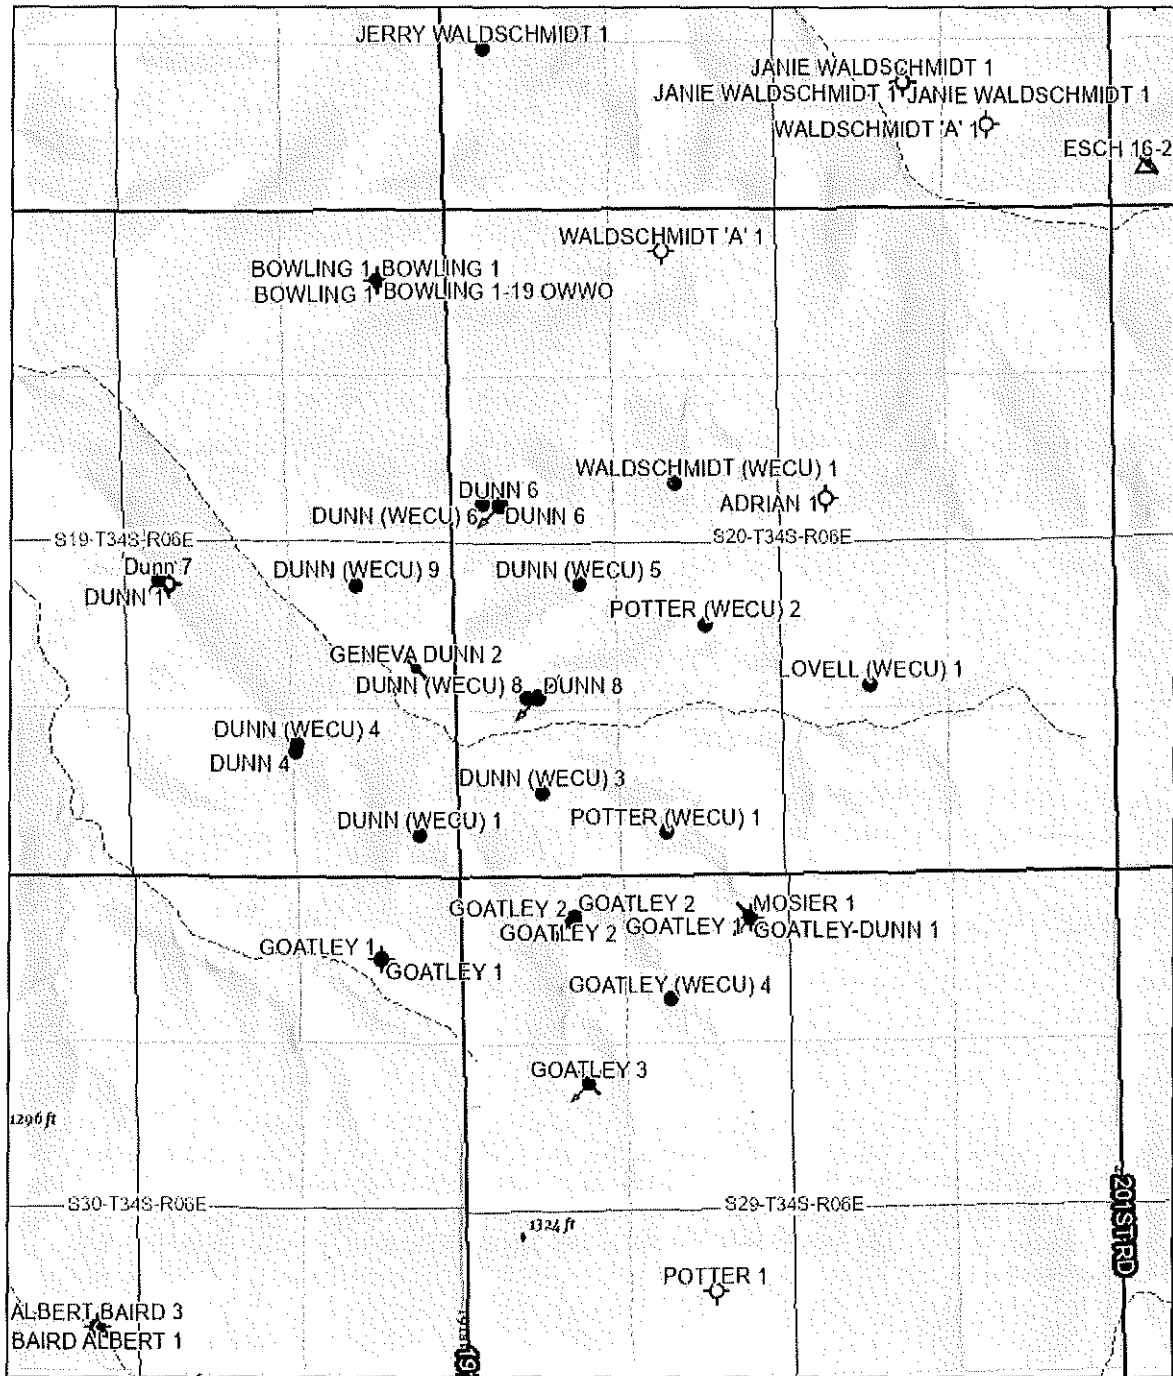 JERRY WALDSCHMIDT 1
JANIE WALDSCHMIDT 1
JANIE WALDSCHMIDT 1 JANIE WALDSCHMIDT 1
WALDSCHMIDT 'A' 1
ESCH 16-2
WALDSCHMIDT 'A' 1
BOWLING 1 BOWLING 1
BOWLING 1 BOWLING 1-19 OWWO
WALDSCHMIDT (WECU) 1
DUNN 6
ADRIAN 1
DUNN (WECU) 6 DUNN 6
S19-T34S-R06E
S20-T34S-R06E
Dunn 7
DUNN (WECU) 9
DUNN (WECU) 5
DUNN 1
POTTER (WECU) 2
GENEVA DUNN 2
LOVELL (WECU) 1
DUNN (WECU) 8 DUNN 8
DUNN (WECU) 4
DUNN 4
DUNN (WECU) 3
DUNN (WECU) 1
POTTER (WECU) 1
GOATLEY 2 GOATLEY 2
MOSIER 1
GOATLEY 2
GOATLEY 1
GOATLEY-DUNN 1
GOATLEY 1
GOATLEY 1
GOATLEY (WECU) 4
GOATLEY 3
1296 ft
S30-T34S-R06E
S29-T34S-R06E
201ST RD
1324 ft
POTTER 1
ALBERT BAIRD 3
BAIRD ALBERT 1